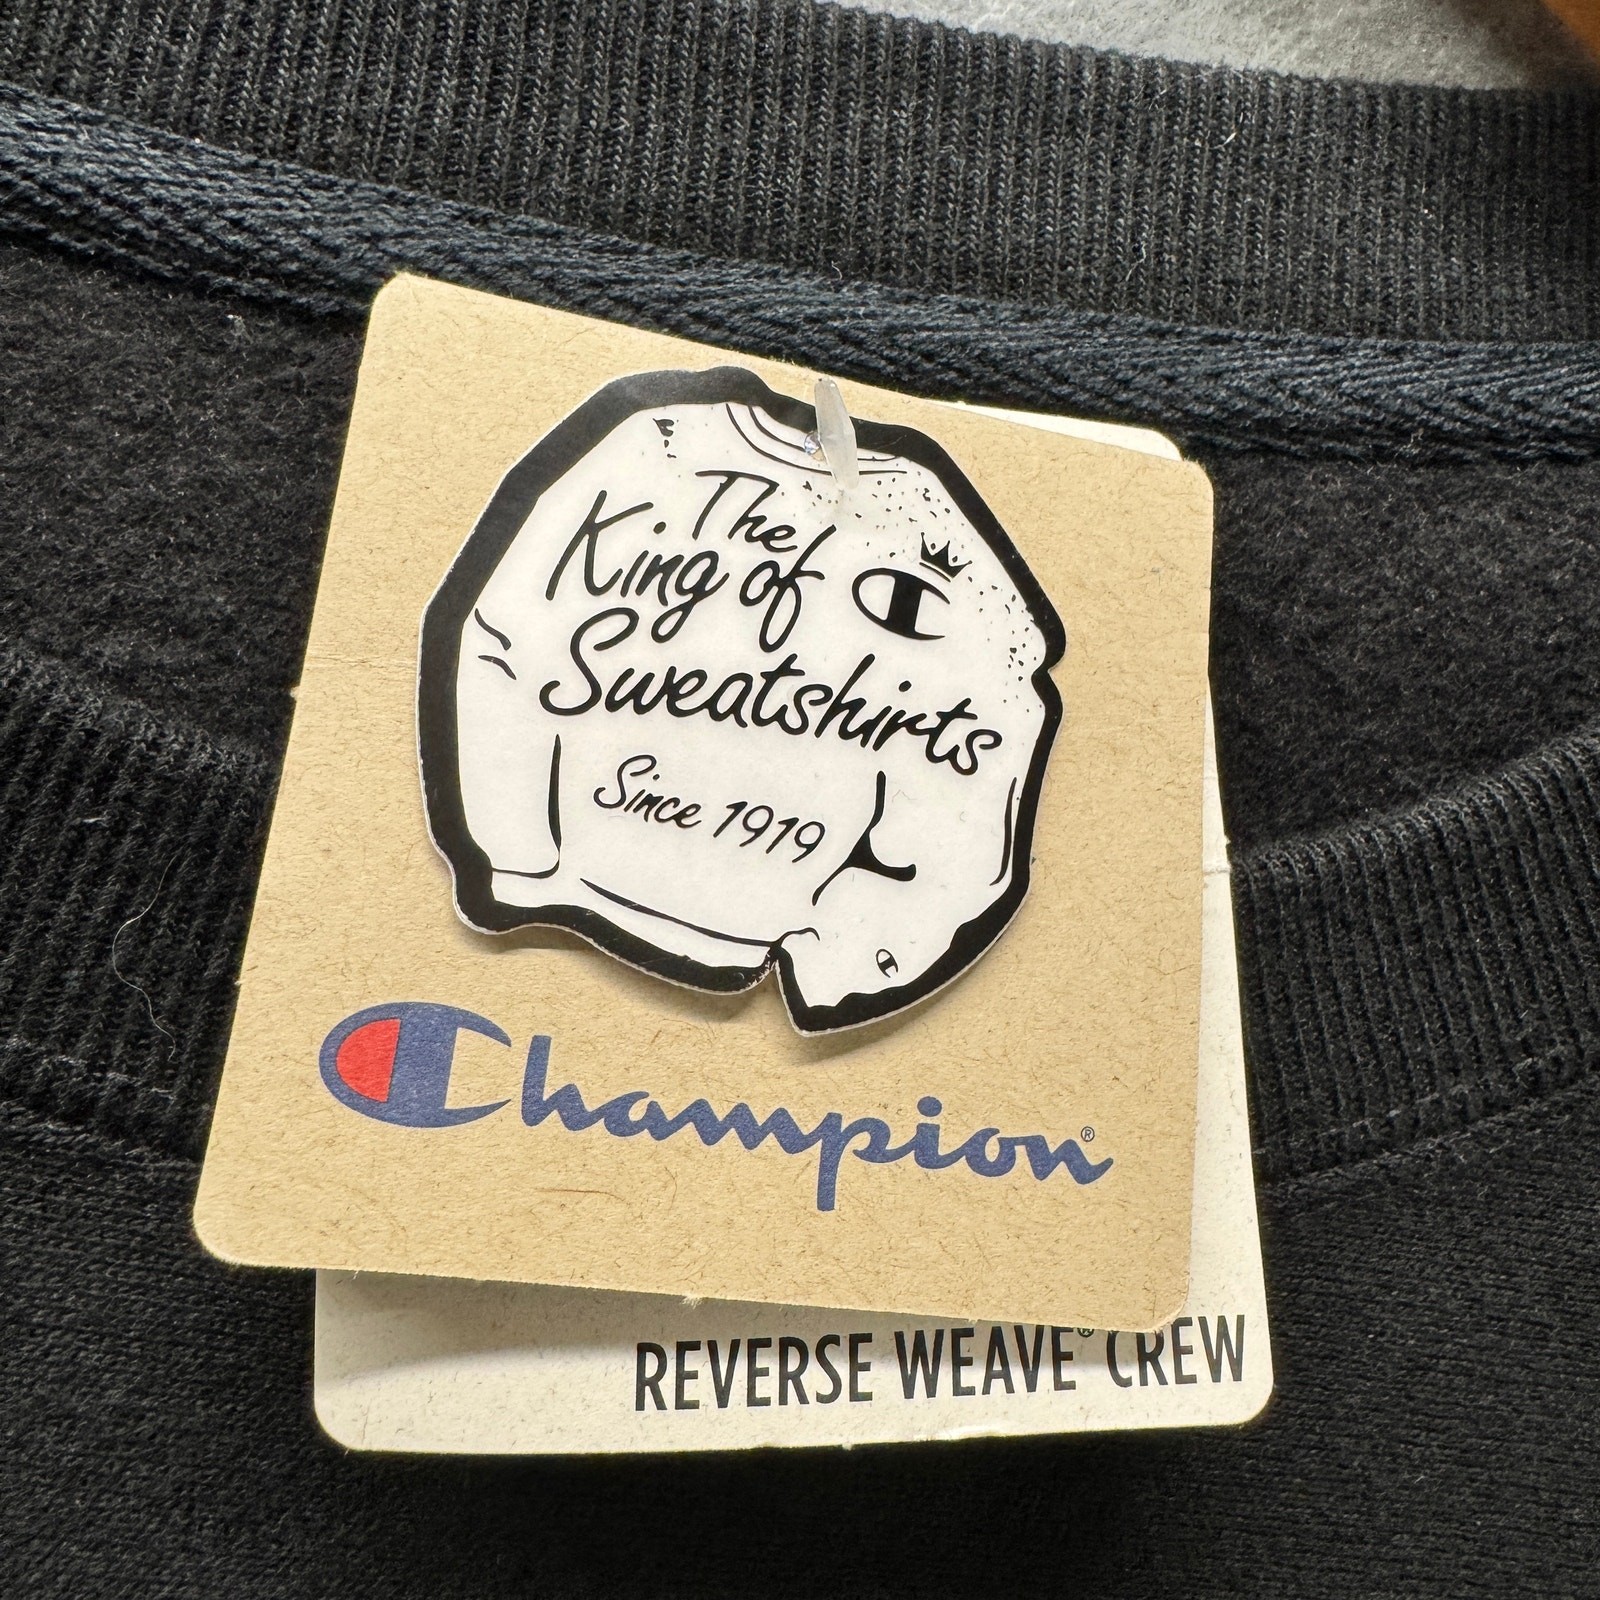 The
King of
Sweatshirts
Since 1919
Champion®
REVERSE WEAVE® CREW